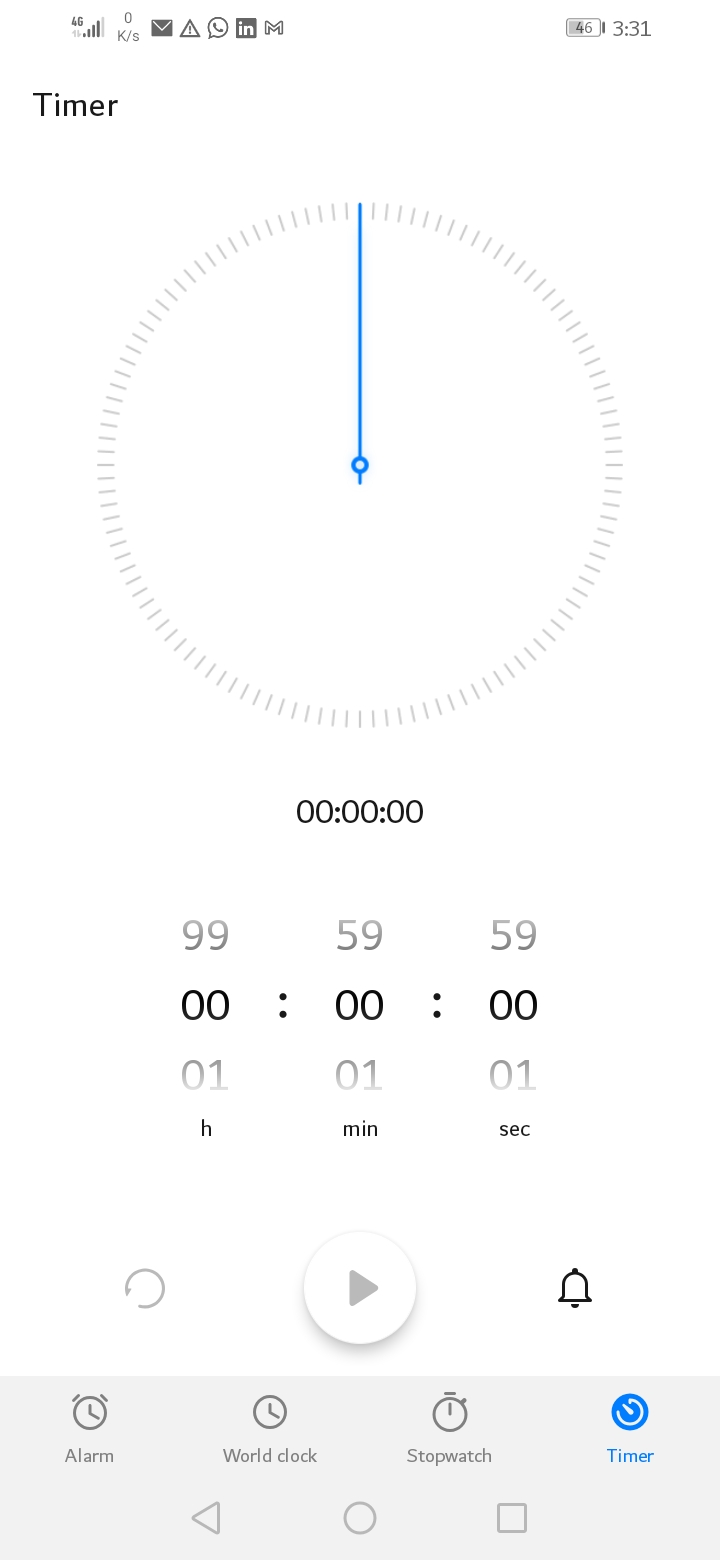 4G 0 K/s 46 3:31
Timer
00:00:00
99 59 59
00 : 00 : 00
01 01 01
h min sec
Alarm World clock Stopwatch Timer